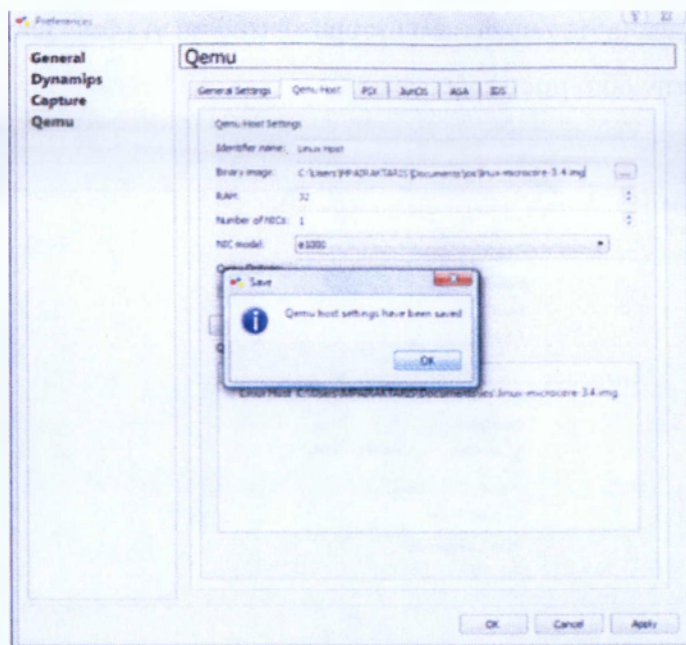 Preferences
General
Dynamips
Capture
Qemu
Qemu
General Settings Qemu Host PIX JunOS ASA IDS
Qemu Host Settings
Identifier name: Linux Host
Binary image: ...
RAM: 32
Number of NICs: 1
NIC model: e1000
Save
Qemu host settings have been saved
OK
Linux Host
OK Cancel Apply